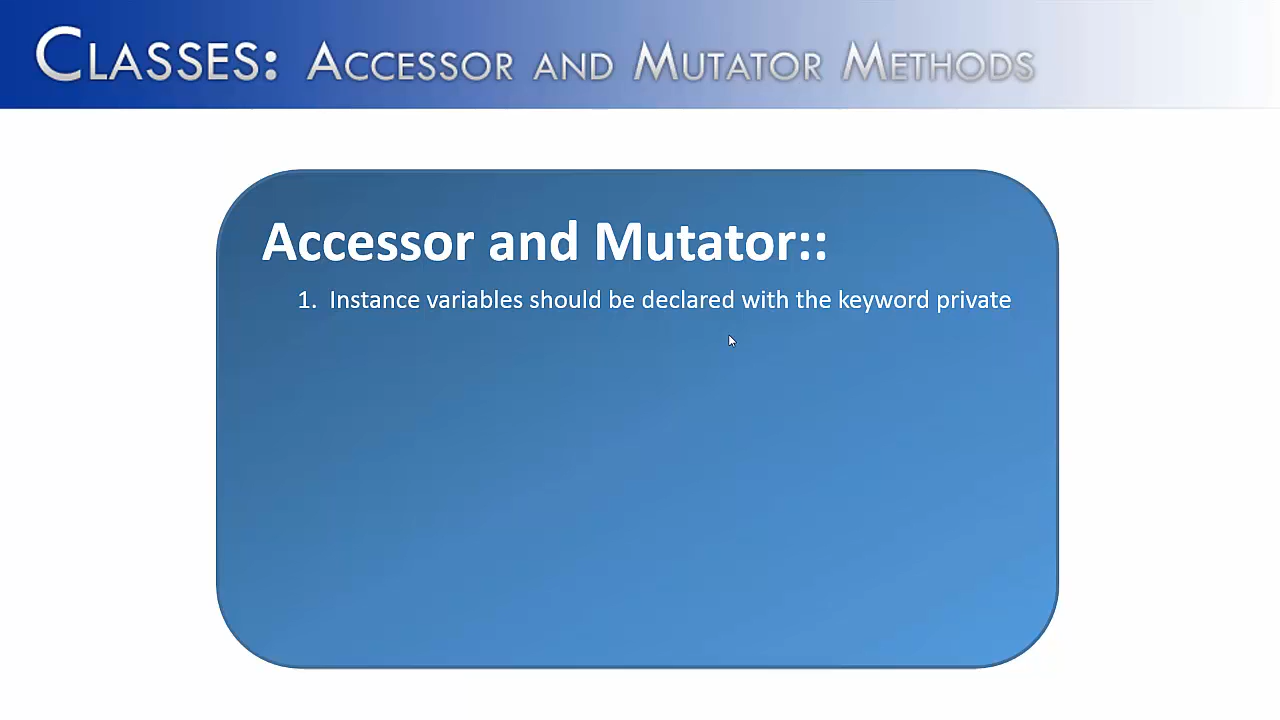 CLASSES: ACCESSOR AND MUTATOR METHODS
Accessor and Mutator::
1. Instance variables should be declared with the keyword private